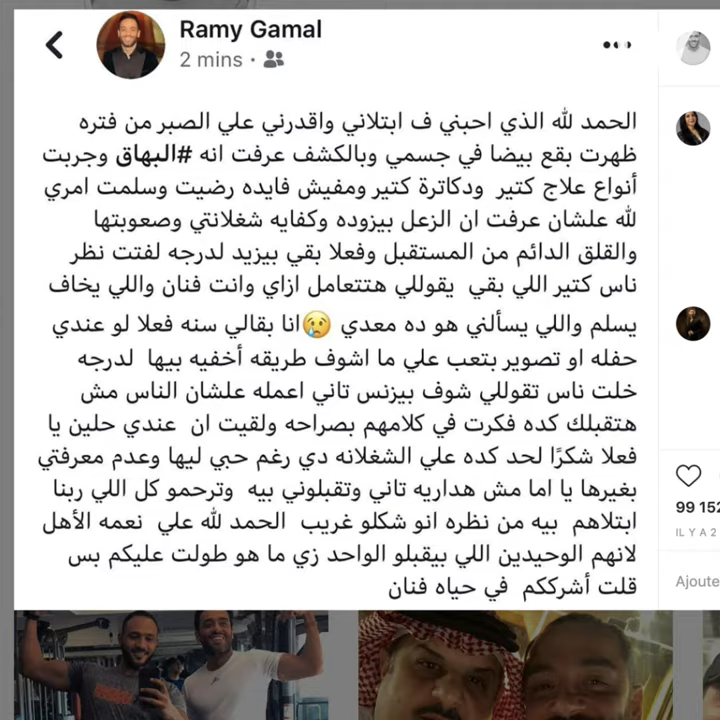 Ramy Gamal
2 mins ·
الحمد لله الذي احبني ف ابتلاني واقدرني علي الصبر من فتره
ظهرت بقع بيضا في جسمي وبالكشف عرفت انه #البهاق وجربت
أنواع علاج كتير ودكاترة كتير ومفيش فايده رضيت وسلمت امري
لله علشان عرفت ان الزعل بيزوده وكفايه شغلانتي وصعوبتها
والقلق الدائم من المستقبل وفعلا بقي بيزيد لدرجه لفتت نظر
ناس كتير اللي بقي يقوللي هتتعامل ازاي وانت فنان واللي يخاف
يسلم واللي يسألني هو ده معدي 😢انا بقالي سنه فعلا لو عندي
حفله او تصوير بتعب علي ما اشوف طريقه أخفيه بيها لدرجه
خلت ناس تقوللي شوف بيزنس تاني اعمله علشان الناس مش
هتقبلك كده فكرت في كلامهم بصراحه ولقيت ان عندي حلين يا
فعلا شكرًا لحد كده علي الشغلانه دي رغم حبي ليها وعدم معرفتي
بغيرها يا اما مش هداريه تاني وتقبلوني بيه وترحمو كل اللي ربنا
ابتلاهم بيه من نظره انو شكلو غريب الحمد لله علي نعمه الأهل
لانهم الوحيدين اللي بيقبلو الواحد زي ما هو طولت عليكم بس
قلت أشرككم في حياه فنان
99 152
IL Y A 2
Ajoute